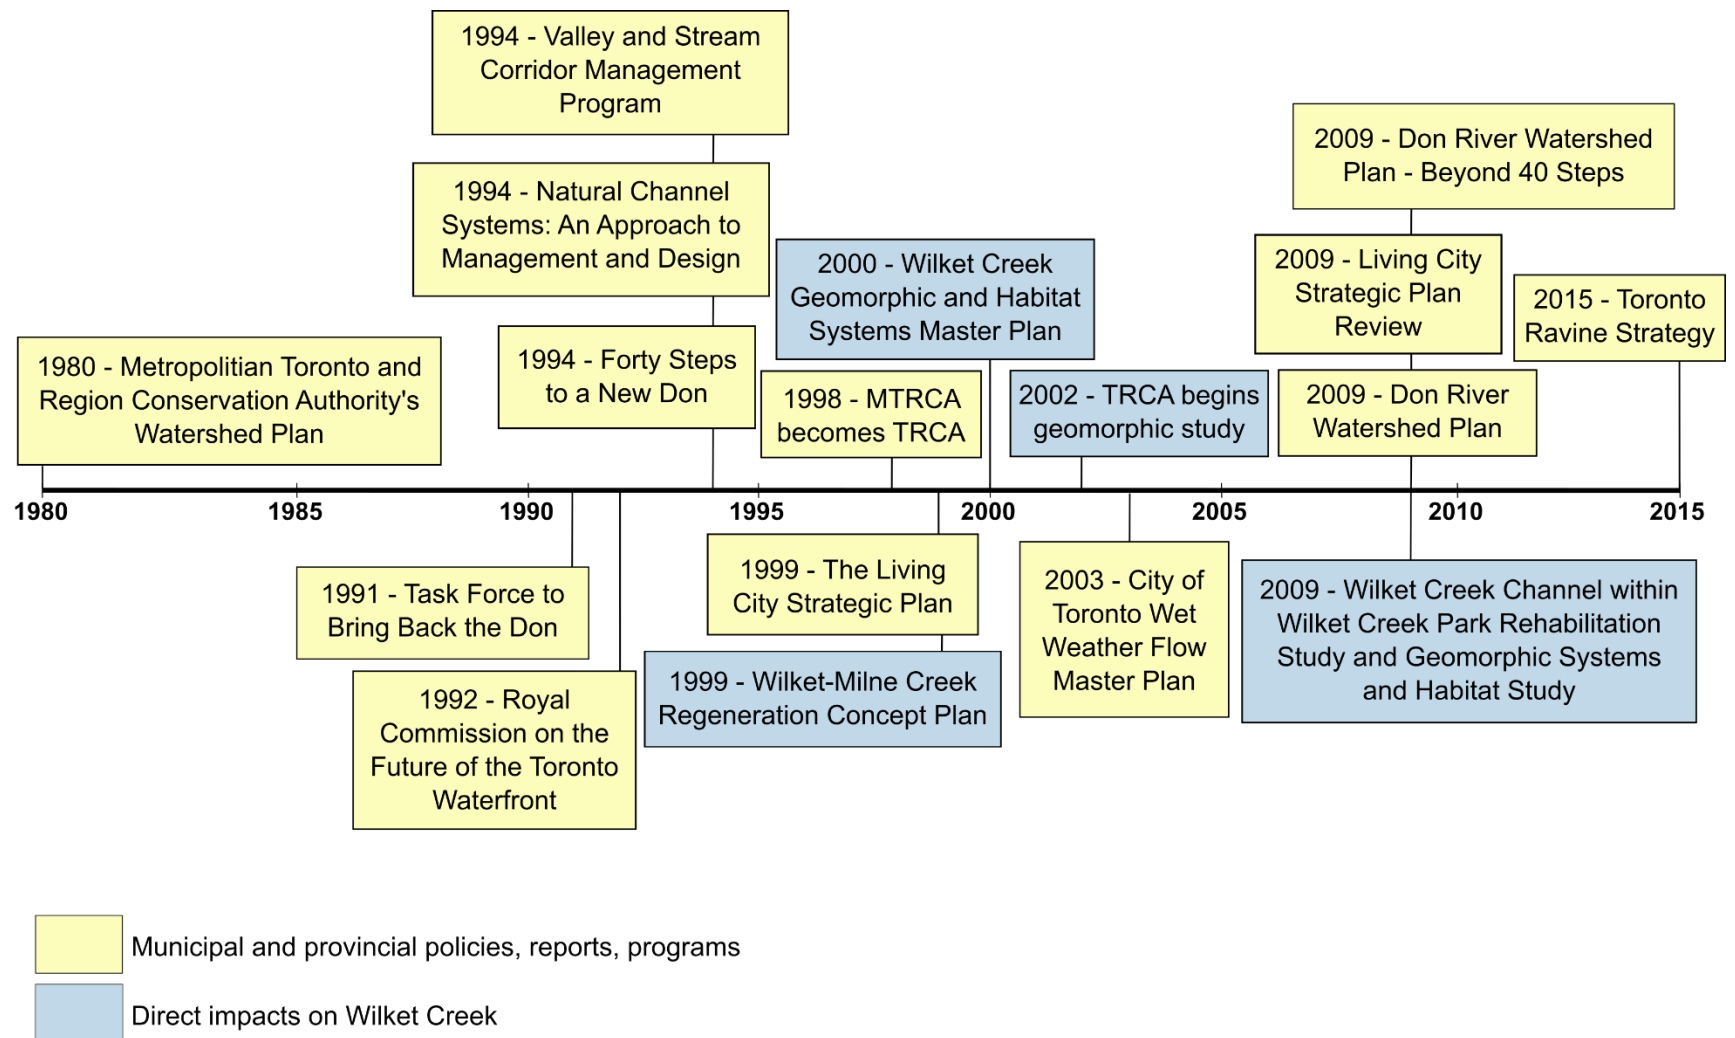 1994 - Valley and Stream
Corridor Management
Program
1994 - Natural Channel
Systems: An Approach to
Management and Design
1994 - Forty Steps
to a New Don
1980 - Metropolitan Toronto and
Region Conservation Authority's
Watershed Plan
2000 - Wilket Creek
Geomorphic and Habitat
Systems Master Plan
1998 - MTRCA
becomes TRCA
2002 - TRCA begins
geomorphic study
2009 - Don River Watershed
Plan - Beyond 40 Steps
2009 - Living City
Strategic Plan
Review
2009 - Don River
Watershed Plan
2015 - Toronto
Ravine Strategy
1980
1985
1990
1995
2000
2005
2010
2015
1991 - Task Force to
Bring Back the Don
1992 - Royal
Commission on the
Future of the Toronto
Waterfront
1999 - The Living
City Strategic Plan
1999 - Wilket-Milne Creek
Regeneration Concept Plan
2003 - City of
Toronto Wet
Weather Flow
Master Plan
2009 - Wilket Creek Channel within
Wilket Creek Park Rehabilitation
Study and Geomorphic Systems
and Habitat Study
Municipal and provincial policies, reports, programs
Direct impacts on Wilket Creek